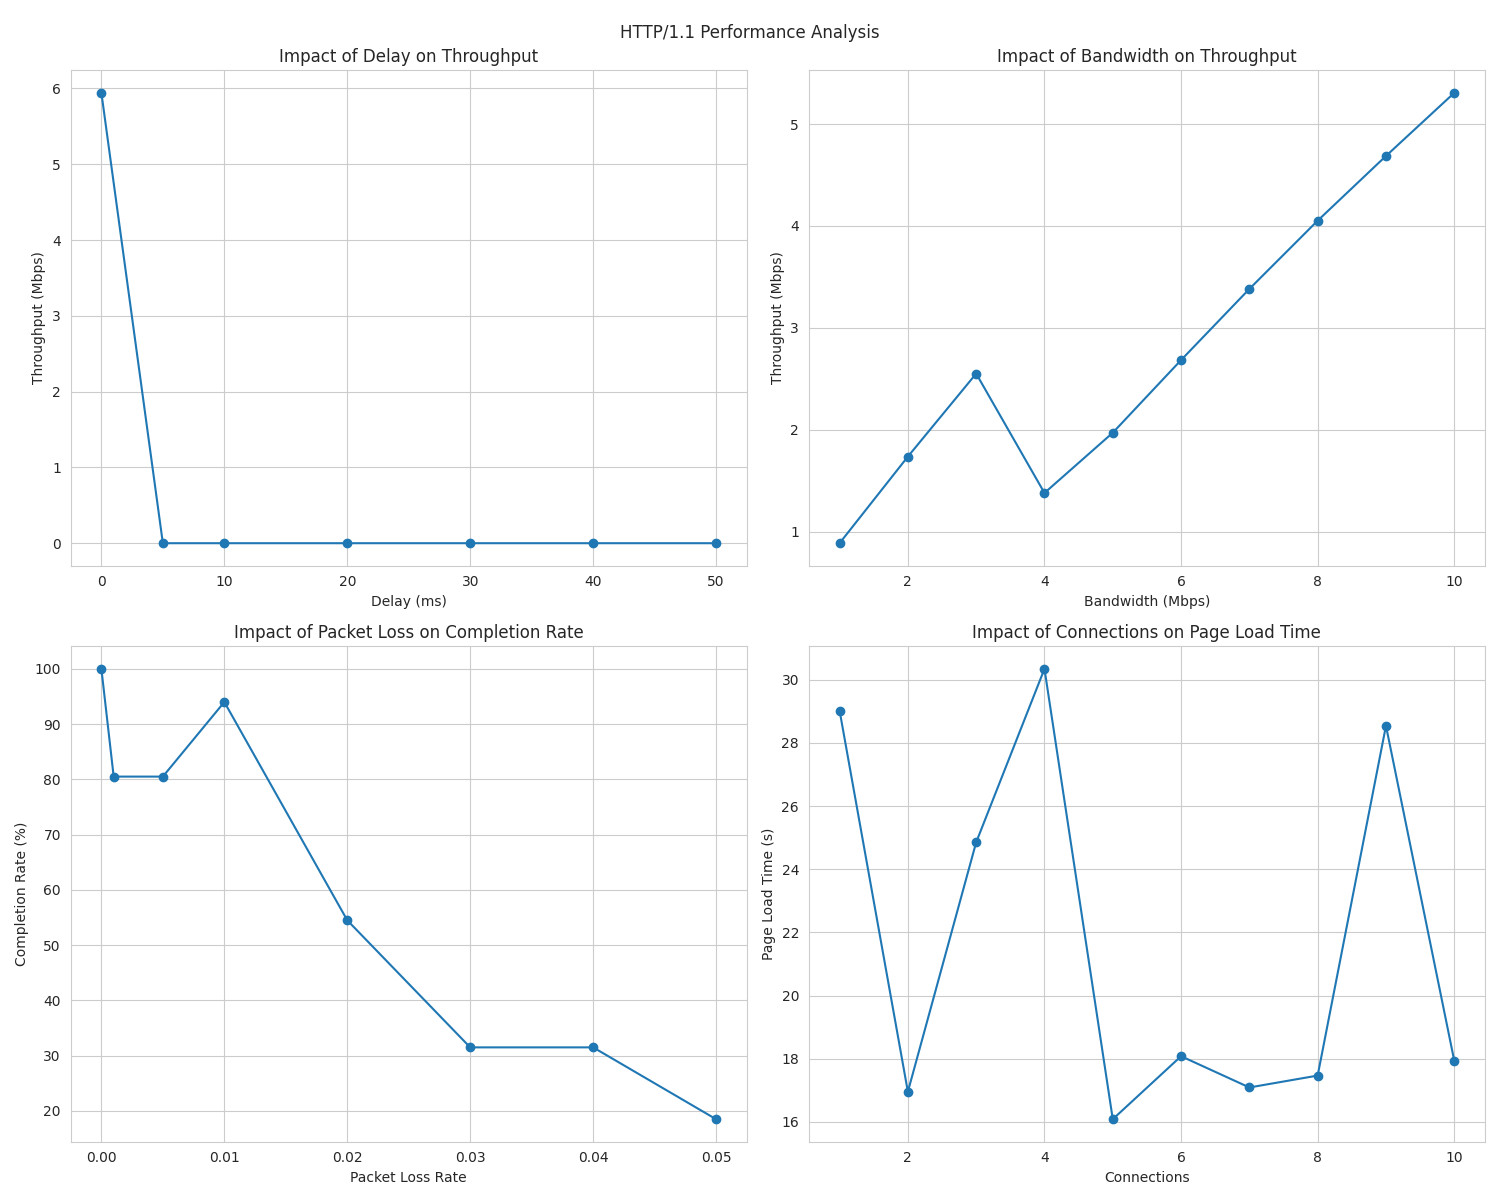 HTTP/1.1 Performance Analysis
Impact of Delay on Throughput
Throughput (Mbps)
6
5
4
3
2
1
0
0 10 20 30 40 50
Delay (ms)
Impact of Bandwidth on Throughput
Throughput (Mbps)
5
4
3
2
1
2 4 6 8 10
Bandwidth (Mbps)
Impact of Packet Loss on Completion Rate
Completion Rate (%)
100
90
80
70
60
50
40
30
20
0.00 0.01 0.02 0.03 0.04 0.05
Packet Loss Rate
Impact of Connections on Page Load Time
Page Load Time (s)
30
28
26
24
22
20
18
16
2 4 6 8 10
Connections